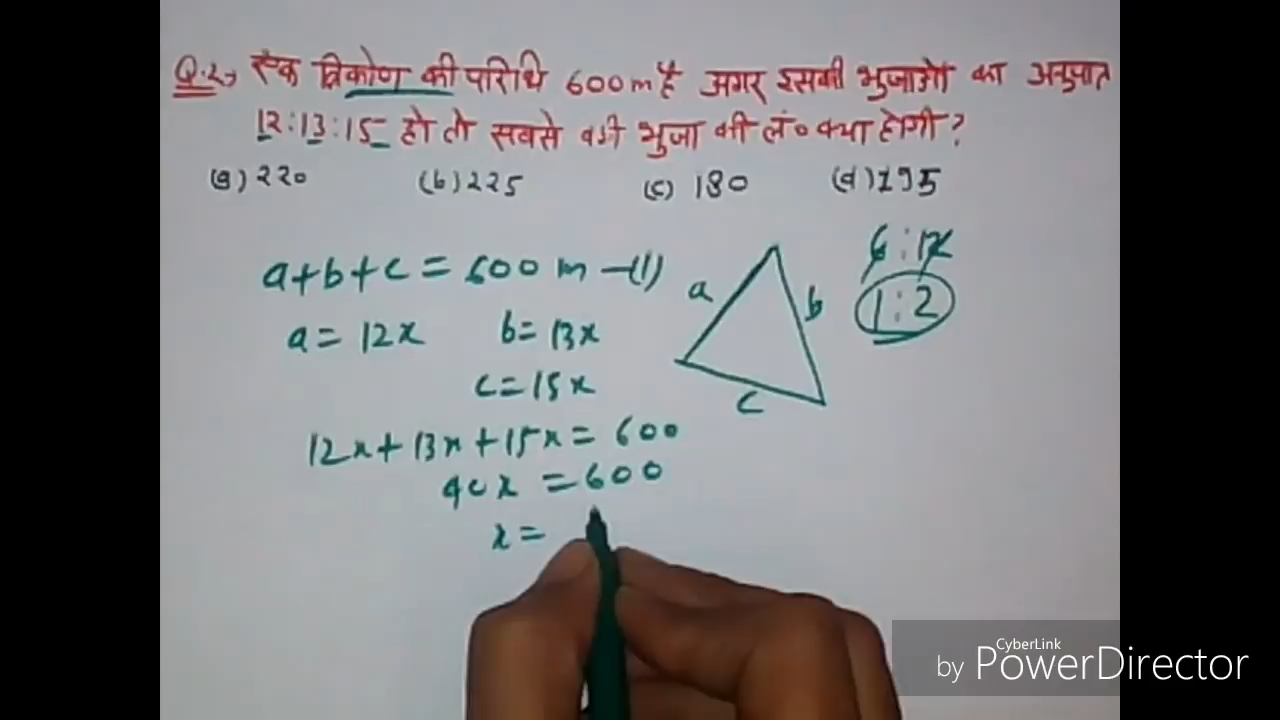 Q.2, एक त्रिकोण की परिधि 600m है अगर इसकी भुजाओं का अनुपात
12:13:15 हो तो सबसे बडी भुजा की लं० क्या होगी?
(a) 220 (b) 225 (c) 180 (d) 195
6:12
a+b+c = 600 m -(1)
a b
1:2
a = 12x b = 13x
c = 15x
c
12x + 13x + 15x = 600
40x = 600
x =
CyberLink
by PowerDirector